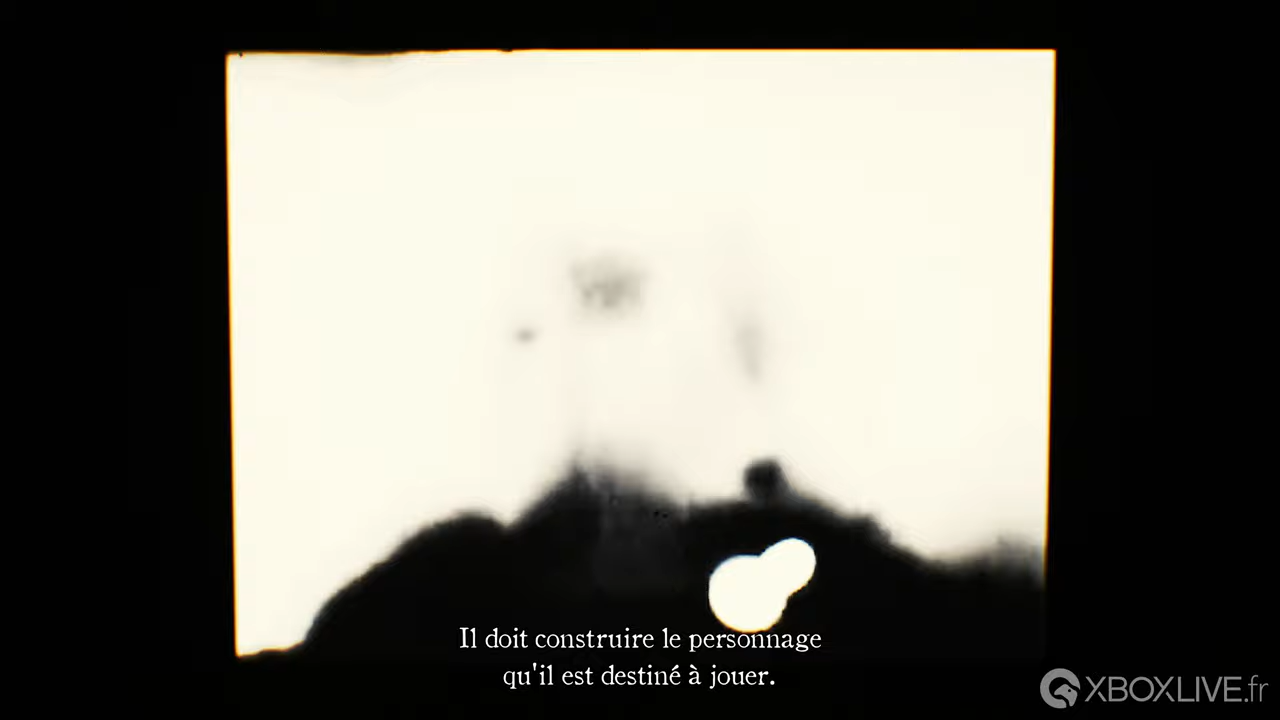 Il doit construire le personnage
qu'il est destiné à jouer.
XBOXLIVE.fr